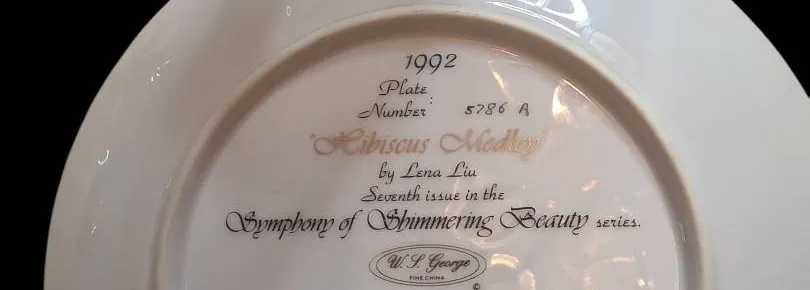 1992
Plate
Number: 5786 A
"Hibiscus Medley"
by Lena Liu
Seventh issue in the
Symphony of Shimmering Beauty series.
W. S. George
FINE CHINA
©